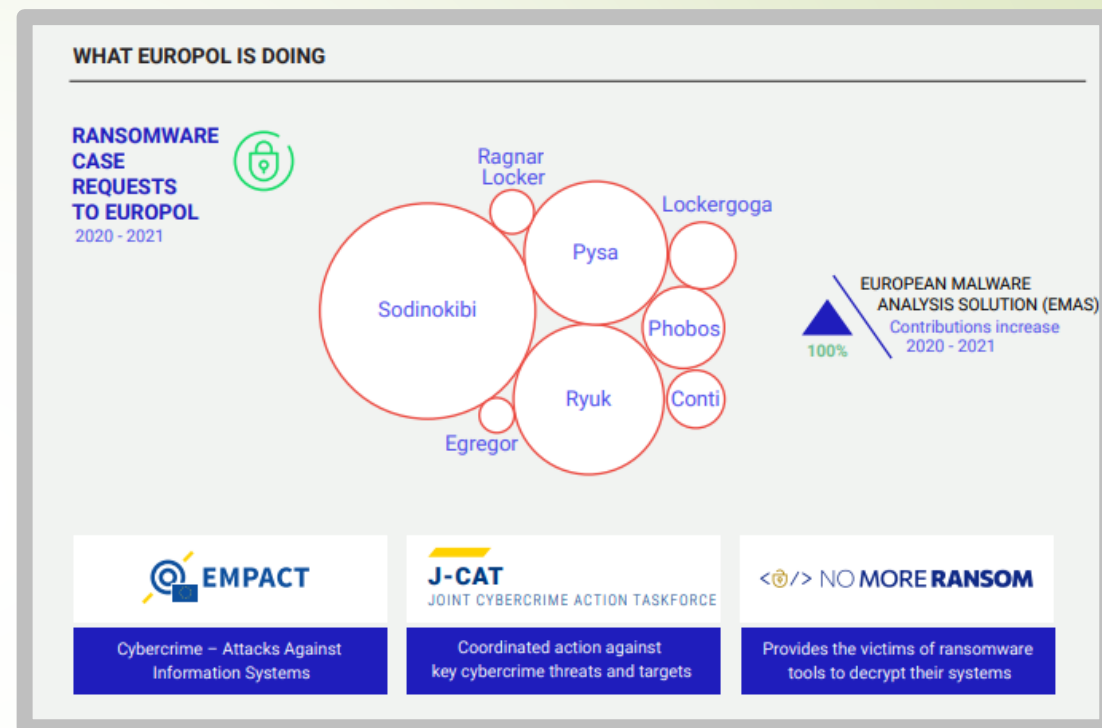 WHAT EUROPOL IS DOING
RANSOMWARE
CASE
REQUESTS
TO EUROPOL
2020 - 2021
Ragnar
Locker
Lockergoga
Pysa
Sodinokibi
Phobos
Ryuk
Conti
Egregor
EUROPEAN MALWARE
ANALYSIS SOLUTION (EMAS)
Contributions increase
2020 - 2021
100%
EMPACT
Cybercrime – Attacks Against
Information Systems
J-CAT
JOINT CYBERCRIME ACTION TASKFORCE
Coordinated action against
key cybercrime threats and targets
</> NO MORE RANSOM
Provides the victims of ransomware
tools to decrypt their systems